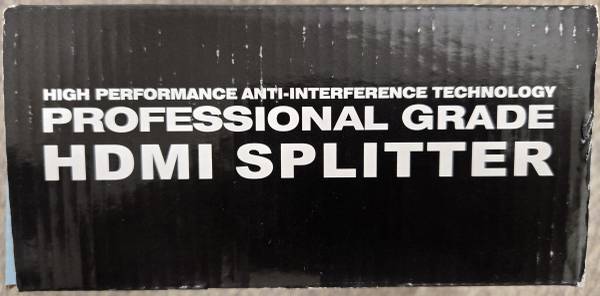 HIGH PERFORMANCE ANTI-INTERFERENCE TECHNOLOGY
PROFESSIONAL GRADE
HDMI SPLITTER